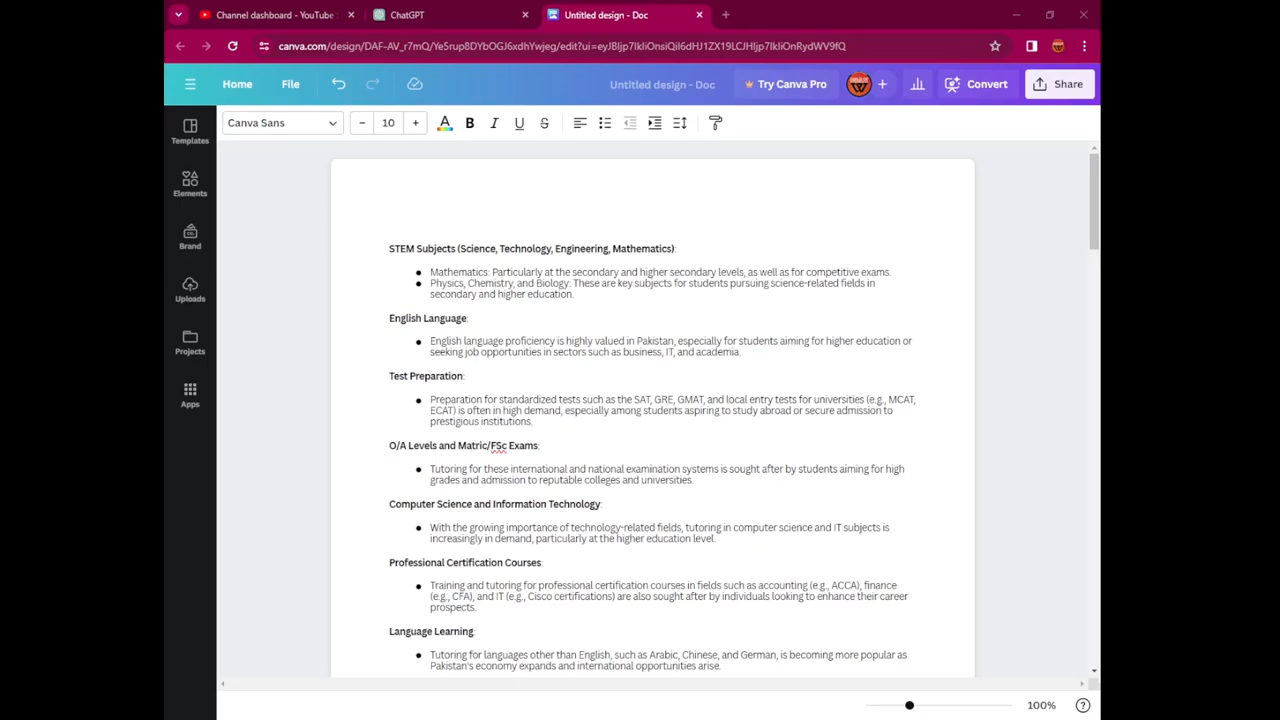 Channel dashboard - YouTube
ChatGPT
Untitled design - Doc
canva.com/design/DAF-AV_r7mQ/Ye5rup8DYbOGJ6xdhYwjeg/edit?ui=eyJBIjp7IkIiOnsiQiI6dHJ1ZX19LCJHIjp7IkIiOnRydWV9fQ
Home
File
Untitled design - Doc
Try Canva Pro
Convert
Share
Canva Sans
10
Templates
Elements
Brand
Uploads
Projects
Apps
STEM Subjects (Science, Technology, Engineering, Mathematics):
Mathematics: Particularly at the secondary and higher secondary levels, as well as for competitive exams.
Physics, Chemistry, and Biology: These are key subjects for students pursuing science-related fields in
secondary and higher education.
English Language:
English language proficiency is highly valued in Pakistan, especially for students aiming for higher education or
seeking job opportunities in sectors such as business, IT, and academia.
Test Preparation:
Preparation for standardized tests such as the SAT, GRE, GMAT, and local entry tests for universities (e.g., MCAT,
ECAT) is often in high demand, especially among students aspiring to study abroad or secure admission to
prestigious institutions.
O/A Levels and Matric/FSc Exams:
Tutoring for these international and national examination systems is sought after by students aiming for high
grades and admission to reputable colleges and universities.
Computer Science and Information Technology:
With the growing importance of technology-related fields, tutoring in computer science and IT subjects is
increasingly in demand, particularly at the higher education level.
Professional Certification Courses:
Training and tutoring for professional certification courses in fields such as accounting (e.g., ACCA), finance
(e.g., CFA), and IT (e.g., Cisco certifications) are also sought after by individuals looking to enhance their career
prospects.
Language Learning:
Tutoring for languages other than English, such as Arabic, Chinese, and German, is becoming more popular as
Pakistan's economy expands and international opportunities arise.
100%